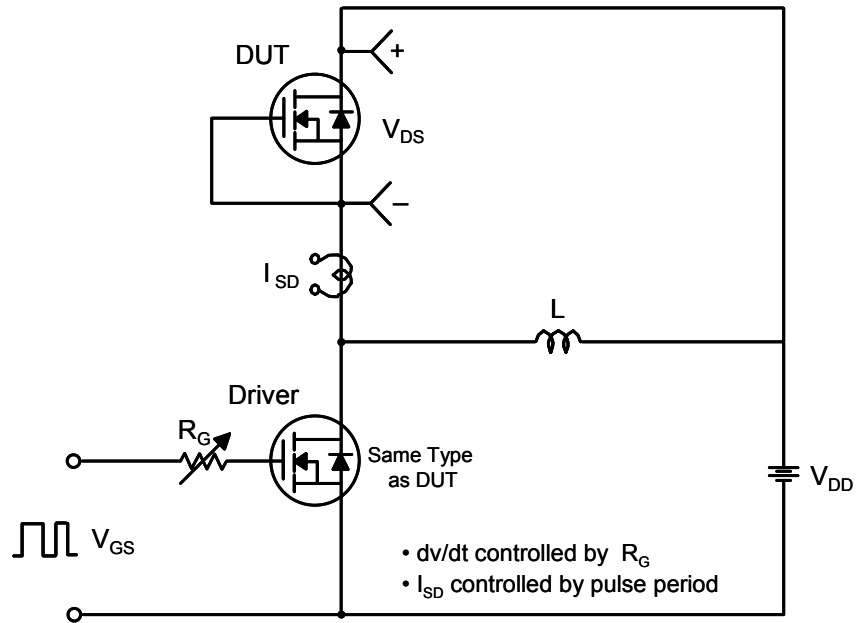 DUT
+
VDS
−
ISD
L
Driver
RG
Same Type
as DUT
VDD
VGS
• dv/dt controlled by RG
• ISD controlled by pulse period